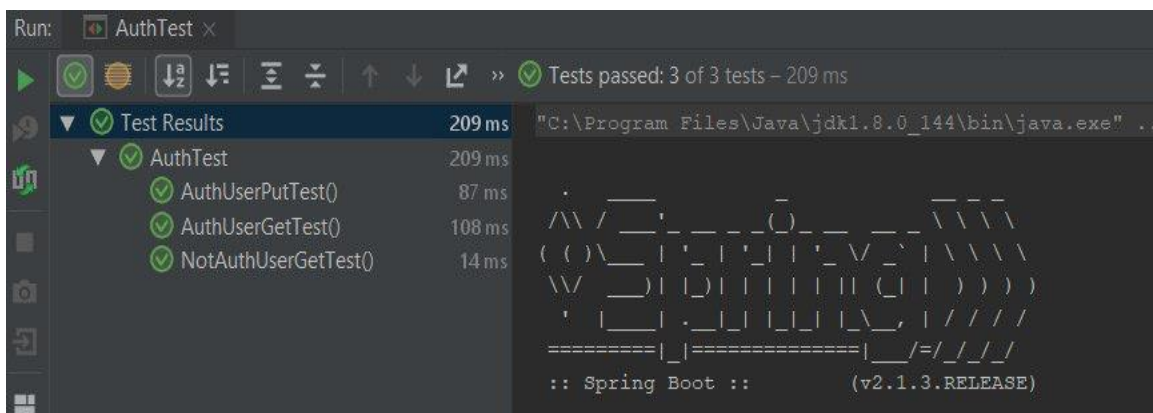 Run: AuthTest ×
» Tests passed: 3 of 3 tests – 209 ms
Test Results 209 ms
AuthTest 209 ms
AuthUserPutTest() 87 ms
AuthUserGetTest() 108 ms
NotAuthUserGetTest() 14 ms
"C:\Program Files\Java\jdk1.8.0_144\bin\java.exe" ..
Spring
:: Spring Boot :: (v2.1.3.RELEASE)